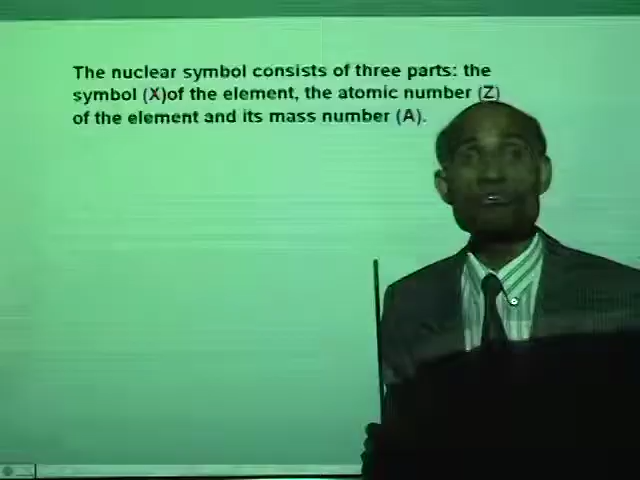 The nuclear symbol consists of three parts: the
symbol (X)of the element, the atomic number (Z)
of the element and its mass number (A).